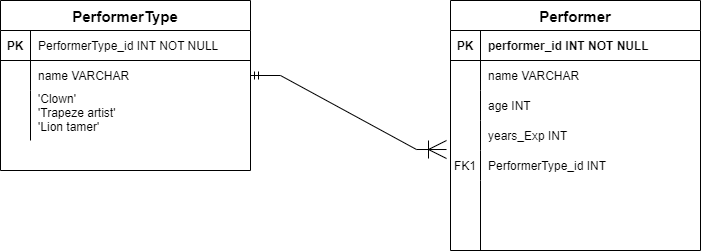 PerformerType
PK PerformerType_id INT NOT NULL
name VARCHAR
'Clown'
'Trapeze artist'
'Lion tamer'
Performer
PK performer_id INT NOT NULL
name VARCHAR
age INT
years_Exp INT
FK1 PerformerType_id INT